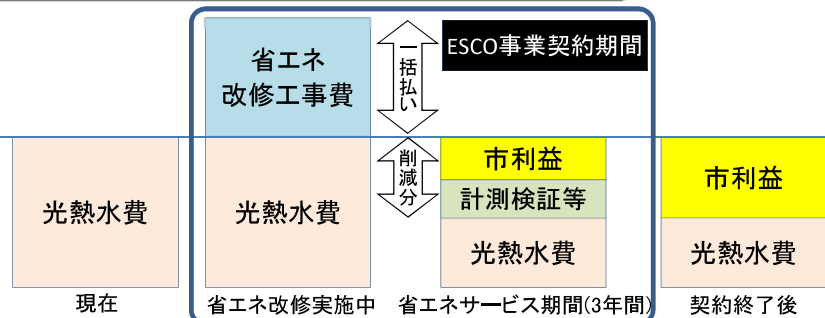 省エネ
改修工事費
一括払い
ESCO事業契約期間
光熱水費
光熱水費
削減分
市利益
計測検証等
光熱水費
市利益
光熱水費
現在
省エネ改修実施中
省エネサービス期間(3年間)
契約終了後